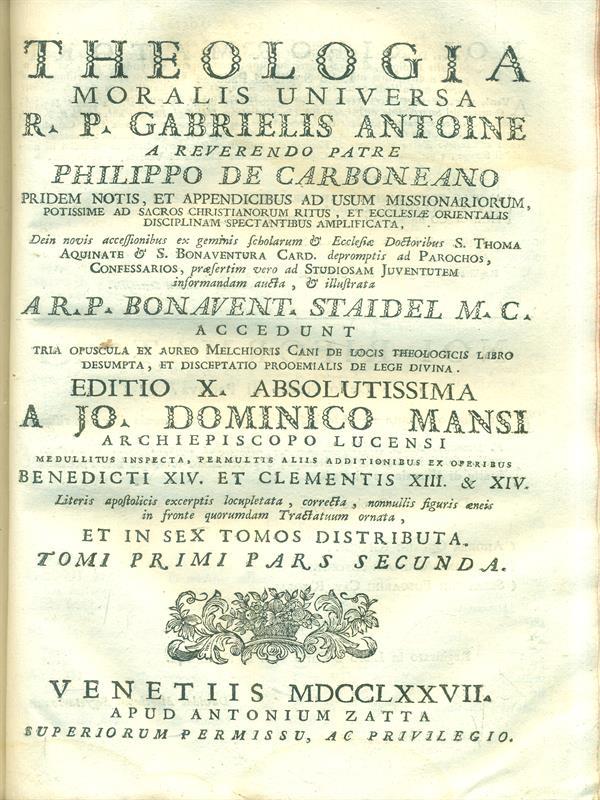 THEOLOGIA
MORALIS UNIVERSA
R. P. GABRIELIS ANTOINE
A REVERENDO PATRE
PHILIPPO DE CARBONEANO
PRIDEM NOTIS, ET APPENDICIBUS AD USUM MISSIONARIORUM,
POTISSIME AD SACROS CHRISTIANORUM RITUS, ET ECCLESIÆ ORIENTALIS
DISCIPLINAM SPECTANTIBUS AMPLIFICATA,
Dein novis accessionibus ex geminis scholarum & Ecclesiæ Doctoribus S. THOMA
AQUINATE & S. BONAVENTURA CARD. depromptis ad PAROCHOS,
CONFESSARIOS, præsertim vero ad STUDIOSAM JUVENTUTEM
informandam aucta, & illustrata
A R. P. BONAVENT. STAIDEL M. C.
ACCEDUNT
TRIA OPUSCULA EX AUREO MELCHIORIS CANI DE LOCIS THEOLOGICIS LIBRO
DESUMPTA, ET DISCEPTATIO PROOEMIALIS DE LEGE DIVINA.
EDITIO X. ABSOLUTISSIMA
A JO. DOMINICO MANSI
ARCHIEPISCOPO LUCENSI
MEDULLITUS INSPECTA, PERMULTIS ALIIS ADDITIONIBUS EX OPERIBUS
BENEDICTI XIV. ET CLEMENTIS XIII. & XIV.
Literis apostolicis excerptis locupletata, correcta, nonnullis figuris æneis
in fronte quorumdam Tractatuum ornata,
ET IN SEX TOMOS DISTRIBUTA.
TOMI PRIMI PARS SECUNDA.
VENETIIS MDCCLXXVII.
APUD ANTONIUM ZATTA
SUPERIORUM PERMISSU, AC PRIVILEGIO.